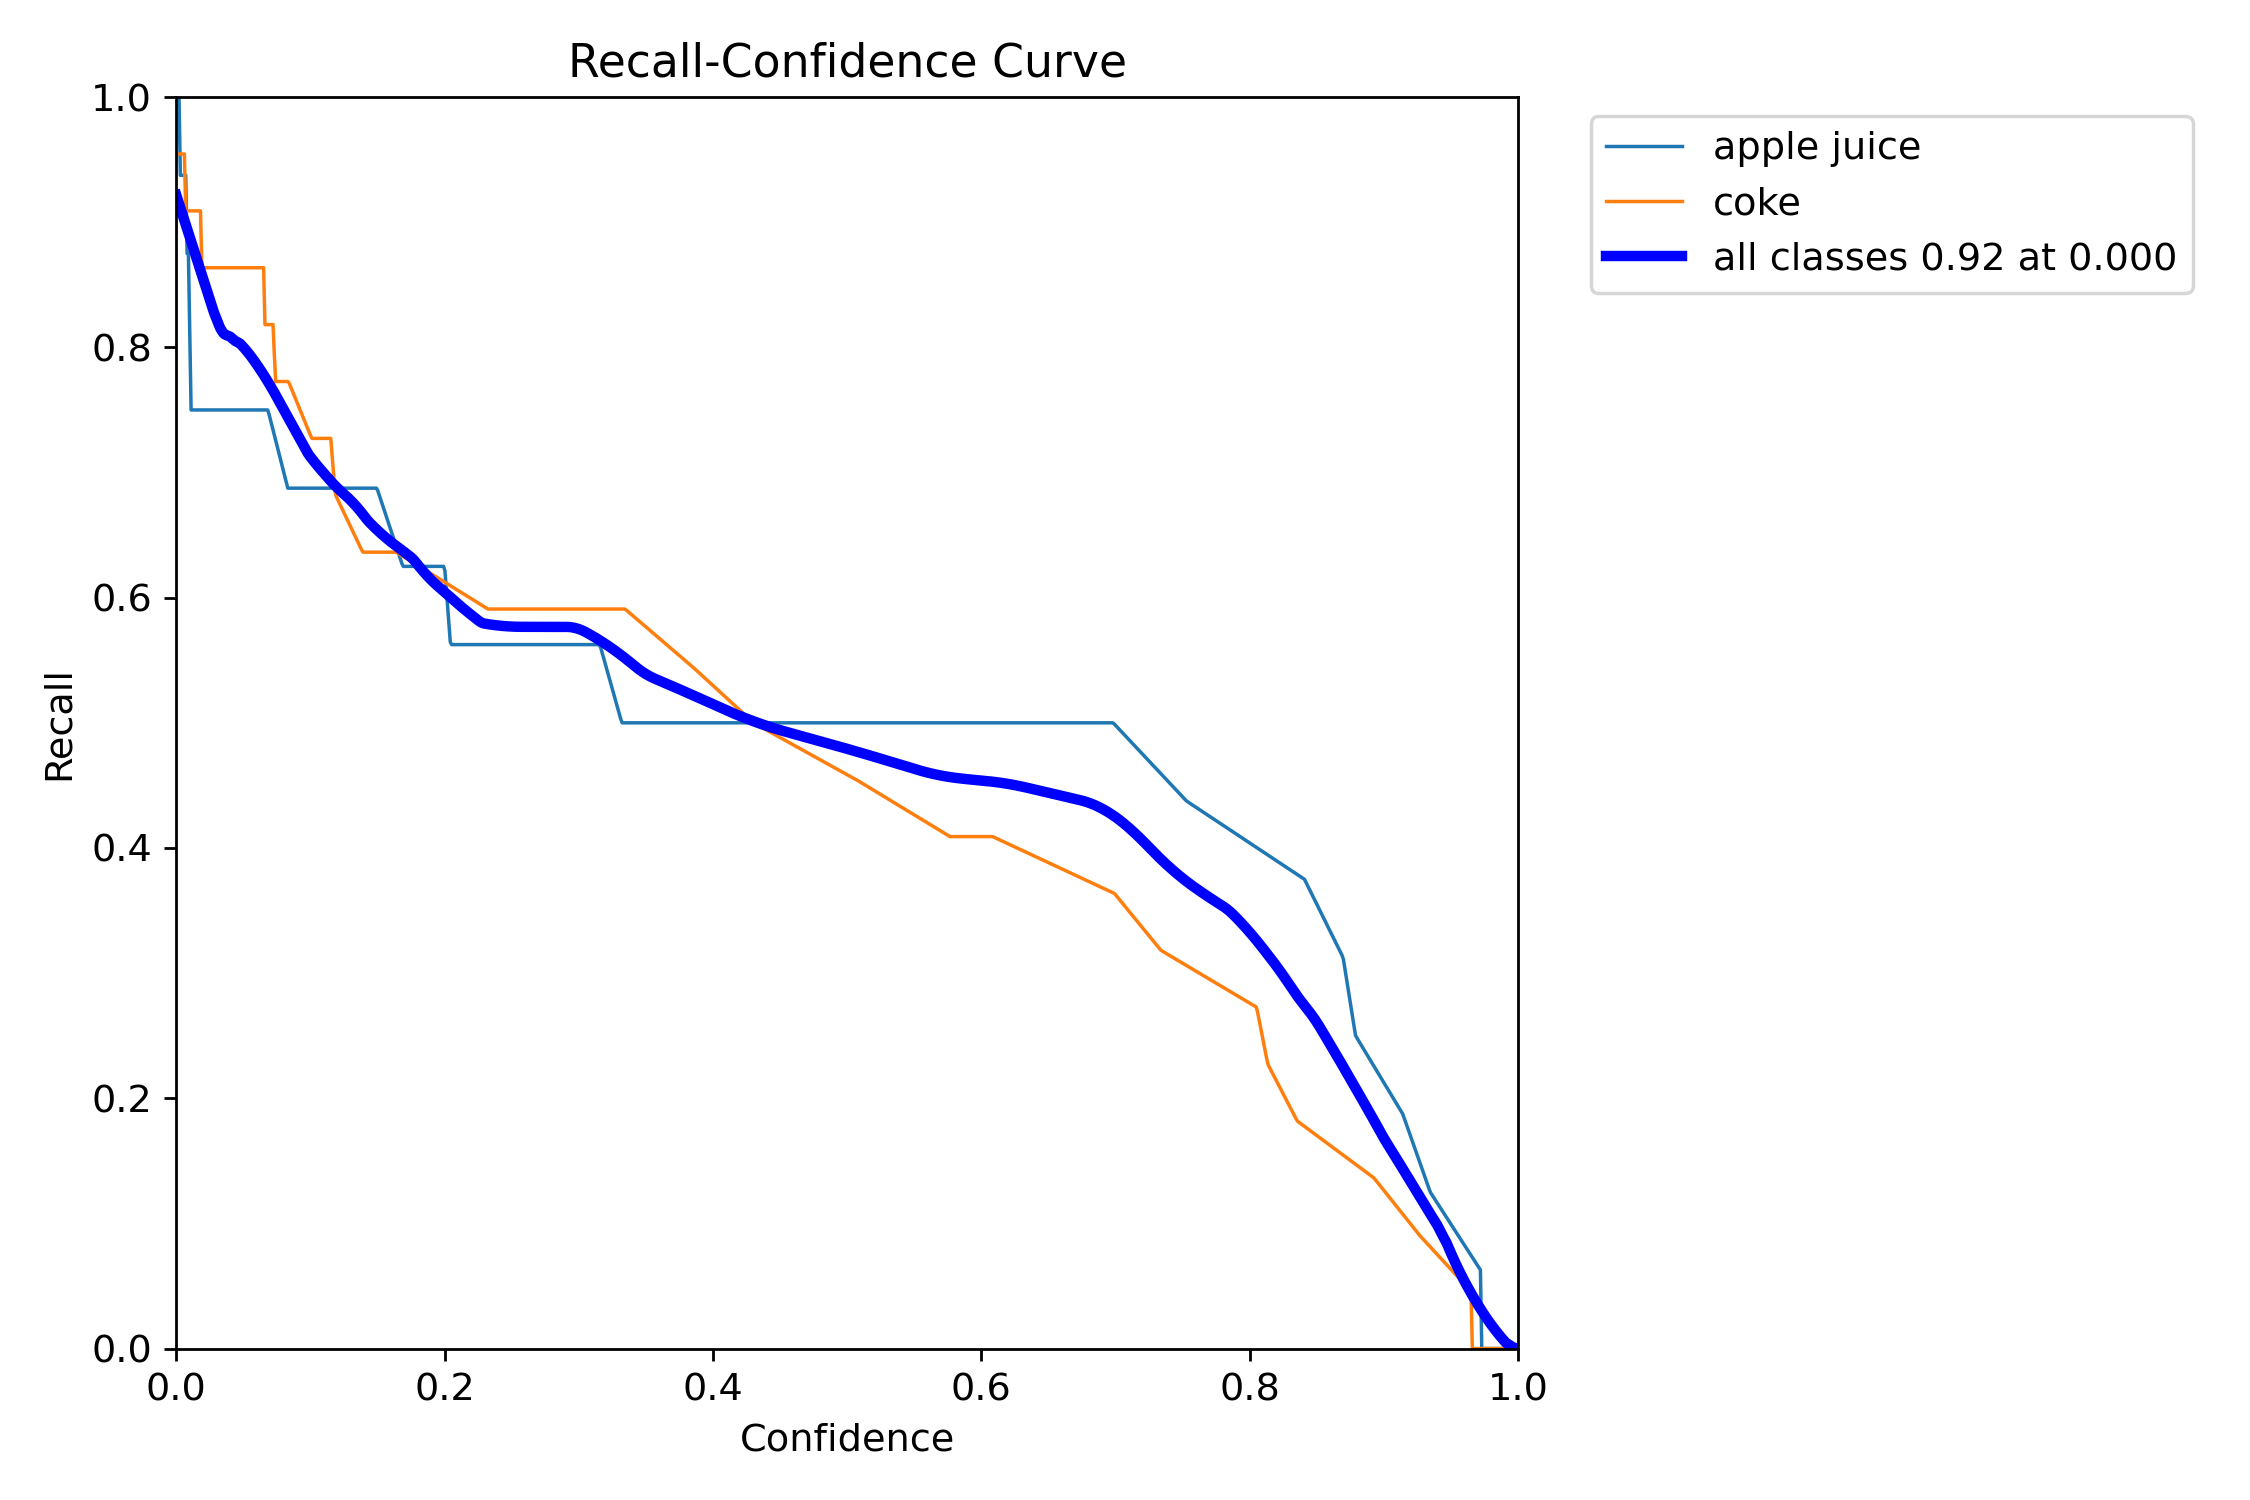 Recall-Confidence Curve
1.0
0.8
0.6
0.4
0.2
0.0
Recall
0.0 0.2 0.4 0.6 0.8 1.0
Confidence
apple juice
coke
all classes 0.92 at 0.000